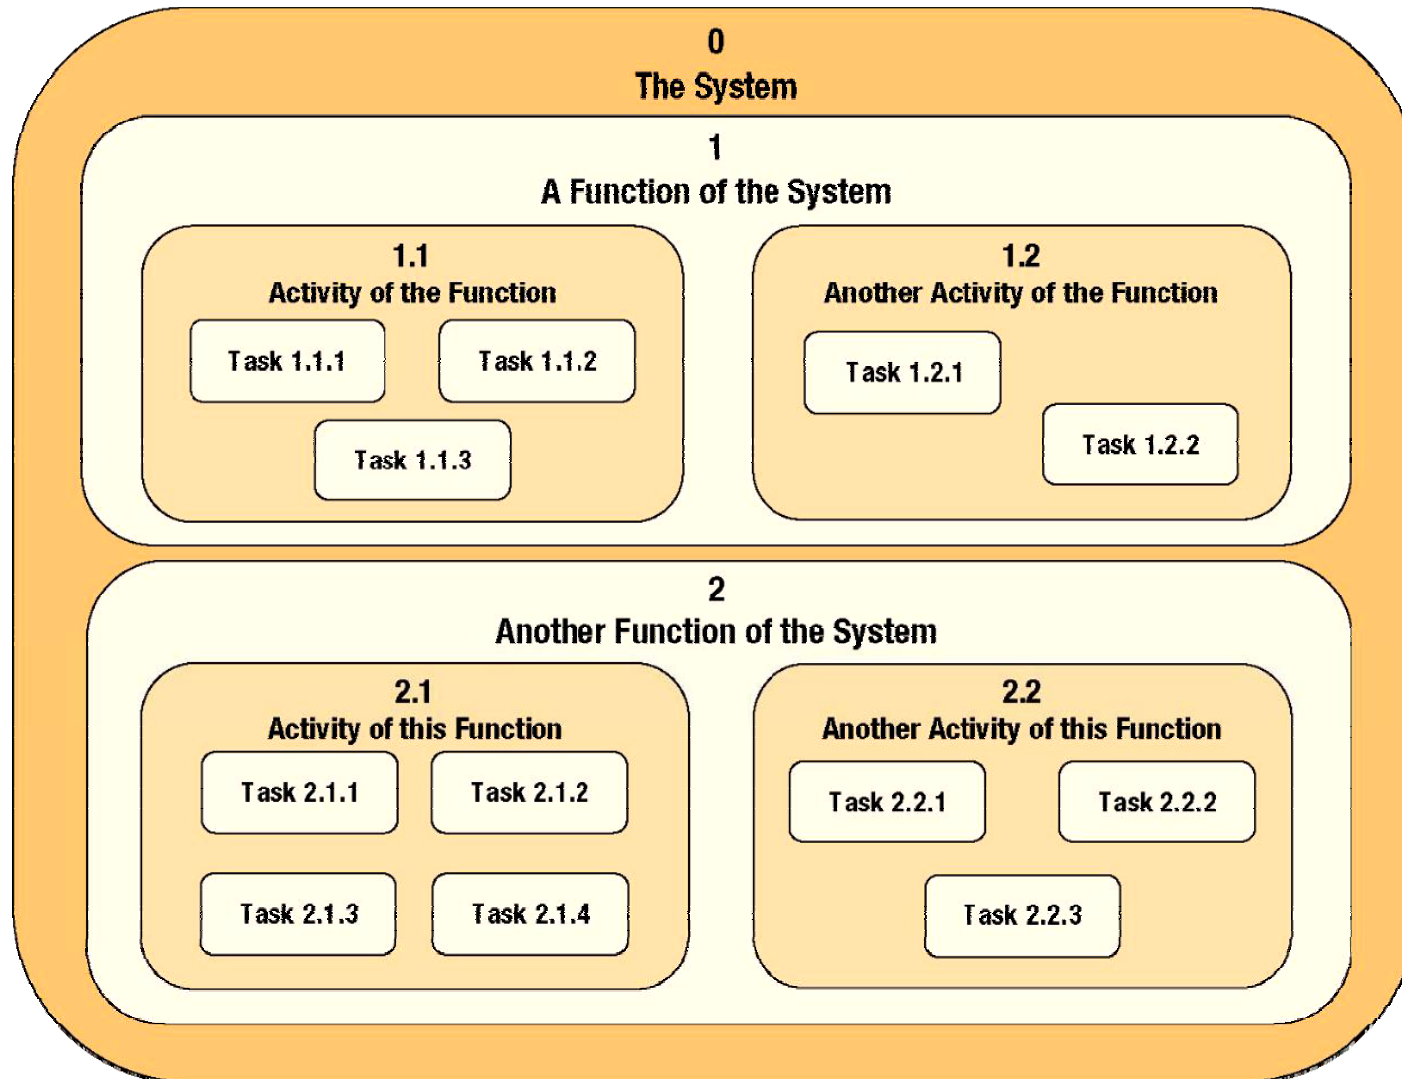 0
The System
1
A Function of the System
1.1
Activity of the Function
Task 1.1.1
Task 1.1.2
Task 1.1.3
1.2
Another Activity of the Function
Task 1.2.1
Task 1.2.2
2
Another Function of the System
2.1
Activity of this Function
Task 2.1.1
Task 2.1.2
Task 2.1.3
Task 2.1.4
2.2
Another Activity of this Function
Task 2.2.1
Task 2.2.2
Task 2.2.3